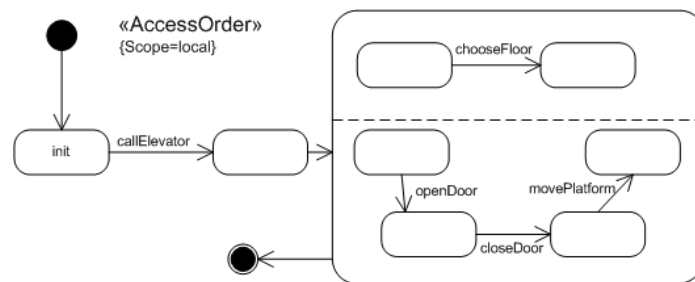 «AccessOrder»
{Scope=local}
chooseFloor
init
callElevator
openDoor
movePlatform
closeDoor